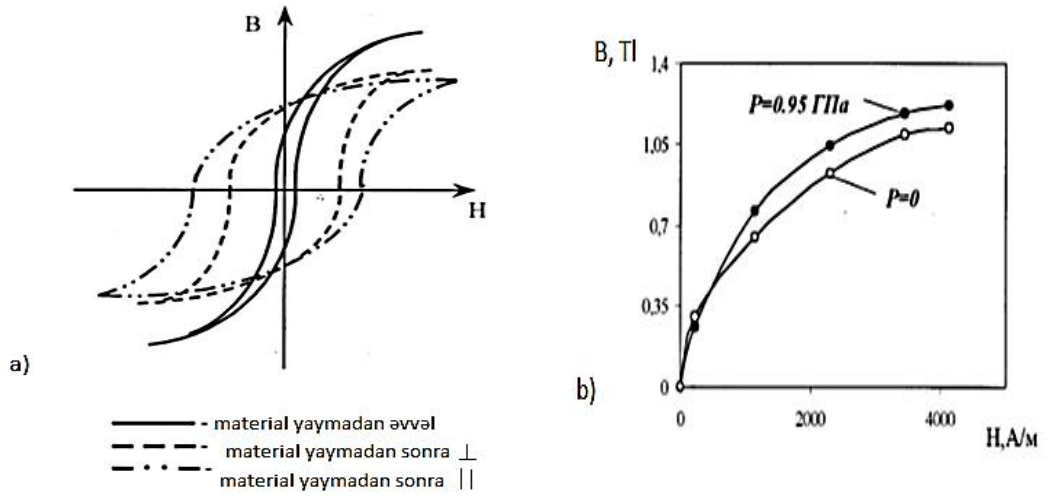 B
H
a)
- material yaymadan əvvəl
material yaymadan sonra ⊥
material yaymadan sonra ||
B, Tl
1,4
1,05
0,7
0,35
0
P=0.95 ГПа
P=0
0 2000 4000
H,А/м
b)